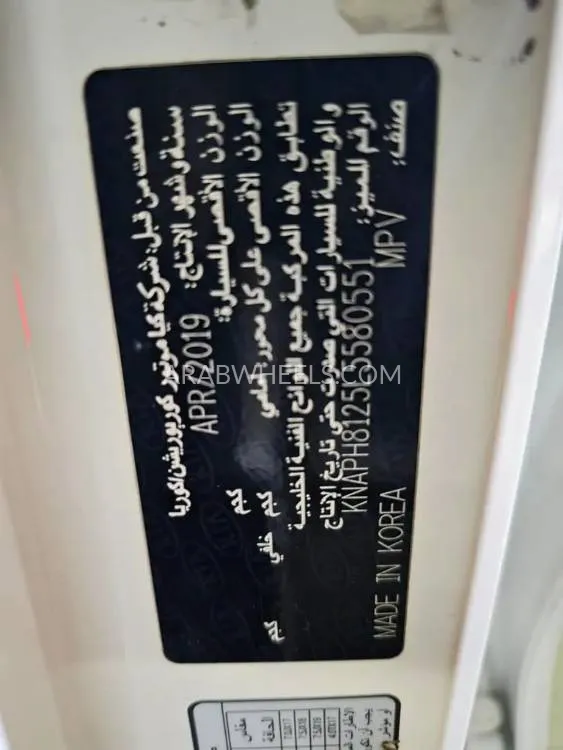 صنعت من قبل: شركة كيا موتورز كوربوريشن/كوريا
سنة وشهر الإنتاج: APR 2019
الوزن الأقصى للسيارة: كجم
الوزن الأقصى على كل محور: أمامي كجم خلفي كجم
تطابق هذه المركبة جميع اللوائح الفنية الخليجية
والوطنية للسيارات التي صدرت حتى تاريخ الإنتاج
الرقم المميز:
صنف: MPV
MADE IN KOREA
ARABWHEELS.COM
مقاس